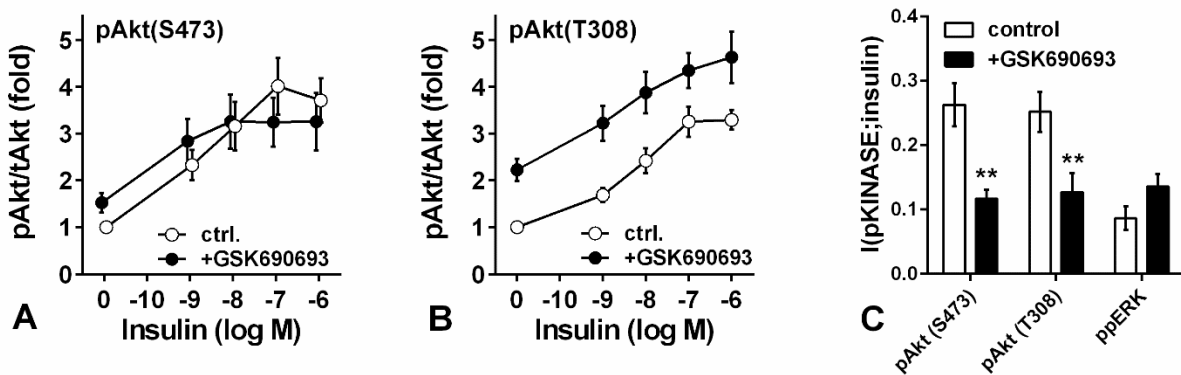 pAkt(S473)
pAkt/tAkt (fold)
5
4
3
2
1
0
ctrl.
+GSK690693
0 -10 -9 -8 -7 -6
Insulin (log M)
A
pAkt(T308)
pAkt/tAkt (fold)
5
4
3
2
1
0
ctrl.
+GSK690693
0 -10 -9 -8 -7 -6
Insulin (log M)
B
control
+GSK690693
I(pKINASE;insulin)
0.4
0.3
0.2
0.1
0.0
**
**
pAkt (S473)
pAkt (T308)
ppERK
C